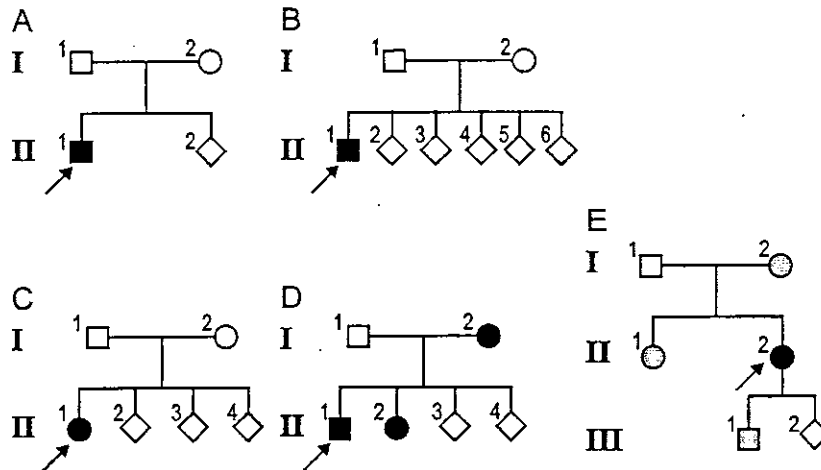 A
I 1 2
II 1 2
B
I 1 2
II 1 2 3 4 5 6
C
I 1 2
II 1 2 3 4
D
I 1 2
II 1 2 3 4
E
I 1 2
II 1 2
III 1 2